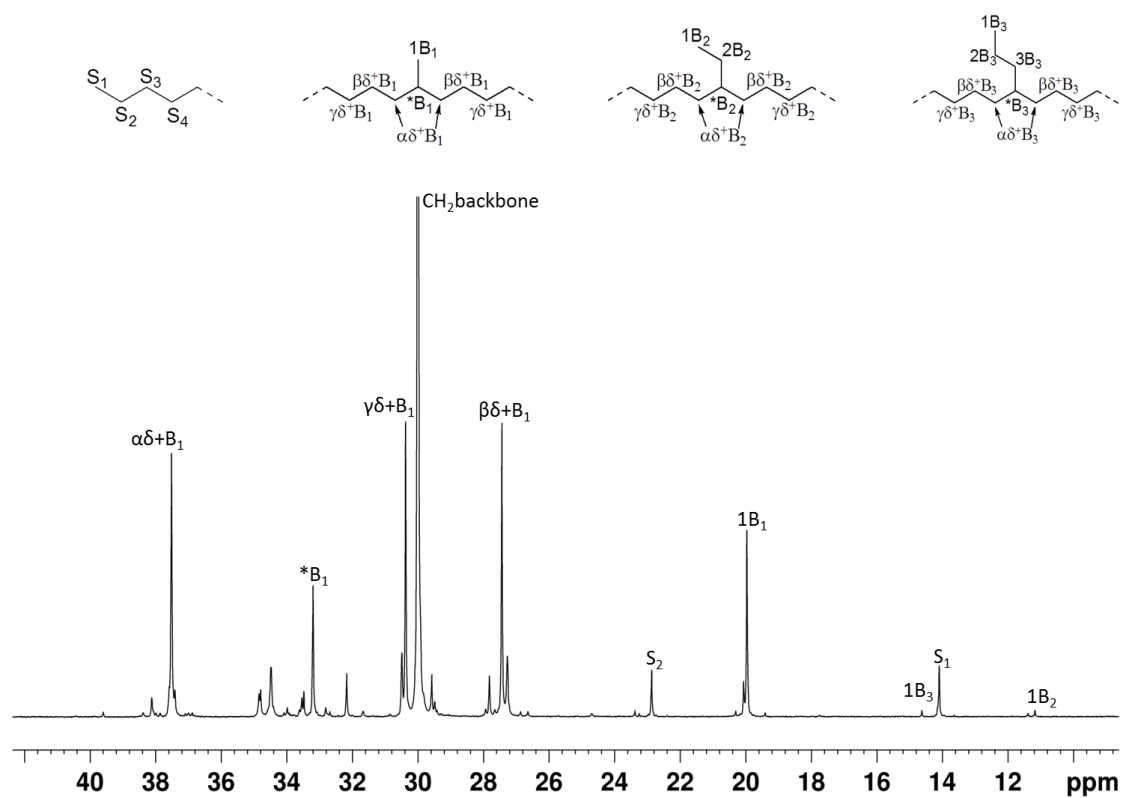 S₁ S₃ S₂ S₄
1B₁
βδ⁺B₁ βδ⁺B₁
*B₁
γδ⁺B₁ γδ⁺B₁
αδ⁺B₁
1B₂ 2B₂
βδ⁺B₂ βδ⁺B₂
*B₂
γδ⁺B₂ γδ⁺B₂
αδ⁺B₂
1B₃
2B₃ 3B₃
βδ⁺B₃ βδ⁺B₃
*B₃
γδ⁺B₃ γδ⁺B₃
αδ⁺B₃
CH₂backbone
αδ+B₁
*B₁
γδ+B₁
βδ+B₁
S₂
1B₁
1B₃
S₁
1B₂
40 38 36 34 32 30 28 26 24 22 20 18 16 14 12 ppm